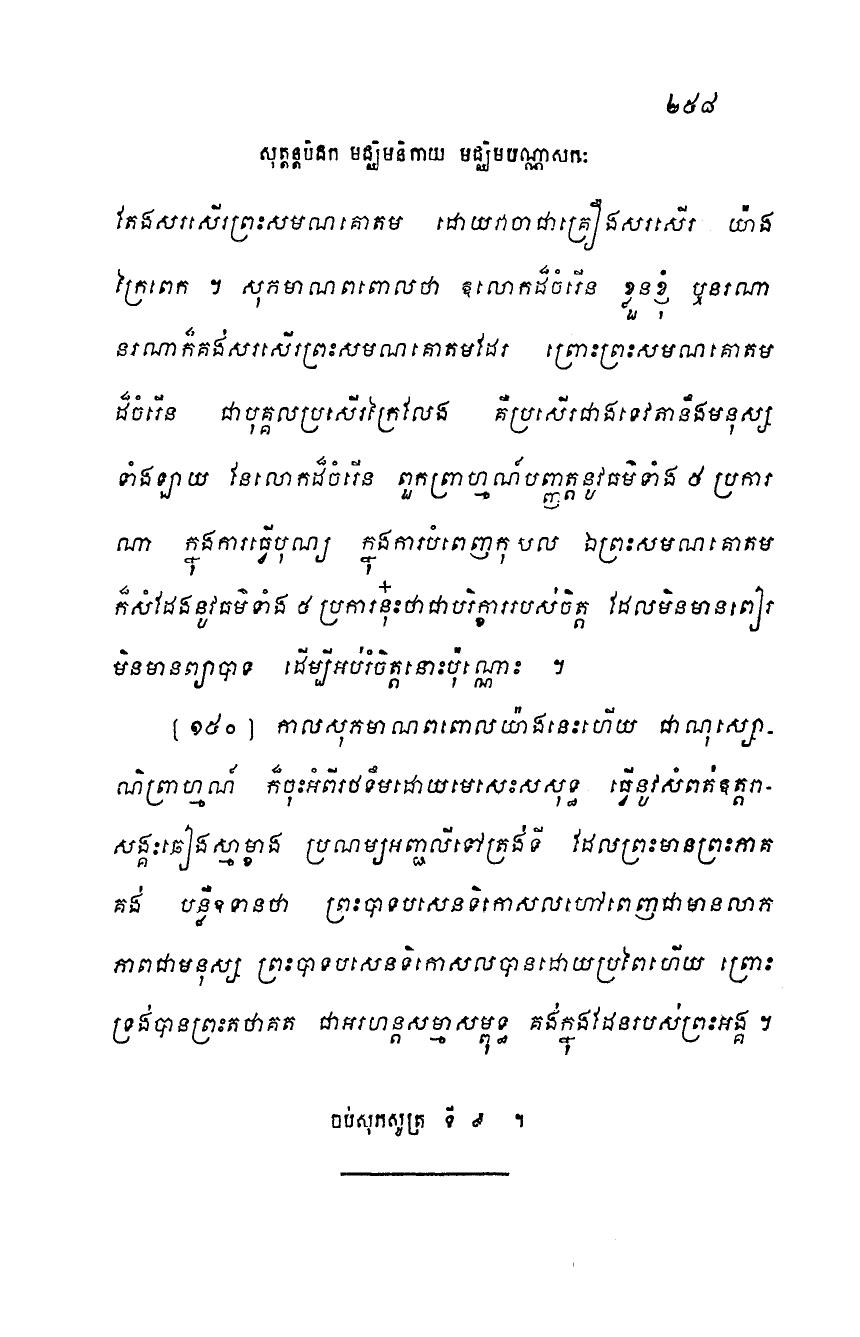 ២៥៨
សុត្តន្តបិដក មជ្ឈិមនិកាយ មជ្ឈិមបណ្ណាសកៈ
តែងសរសើរព្រះសមណគោតម ដោយវាចាជាគ្រឿងសរសើរ យ៉ាង
ក្រៃពេក ។ សុភមាណពពោលថា ឧលោកដ៏ចំរើន ខ្លួនខ្ញុំ ឬនរណា
នរណាក៏គង់សរសើរព្រះសមណគោតមដែរ ព្រោះព្រះសមណគោតម
ដ៏ចំរើន ជាបុគ្គលប្រសើរក្រៃលែង គឺប្រសើរជាងទេវតានឹងមនុស្ស
ទាំងឡាយ នែលោកដ៏ចំរើន ពួកព្រាហ្មណ៍បញ្ញត្តនូវធម៌ទាំង ៥ ប្រការ
ណា ក្នុងការធ្វើបុណ្យ ក្នុងការបំពេញកុសល ឯព្រះសមណគោតម
ក៏សំដែងនូវធម៌ទាំង ៥ ប្រការនុ៎ះថាជាបរិក្ខាររបស់ចិត្ត ដែលមិនមានពៀរ
មិនមានព្យាបាទ ដើម្បីអប់រំចិត្តនោះប៉ុណ្ណោះ ។
[១៥០] កាលសុភមាណពពោលយ៉ាងនេះហើយ ជាណុស្សោ-
ណិព្រាហ្មណ៍ ក៏ចុះអំពីរថទឹមដោយមេសេះសសុទ្ធ ធ្វើនូវសំពត់ឧត្តរា-
សង្គះឆៀងស្មាម្ខាង ប្រណម្យអញ្ជលីទៅត្រង់ទី ដែលព្រះមានព្រះភាគ
គង់ បន្លឺឧទានថា ព្រះបាទបសេនទិកោសលហៅពេញជាមានលាភ
ភាពជាមនុស្ស ព្រះបាទបសេនទិកោសលបានដោយប្រពៃហើយ ព្រោះ
ទ្រង់បានព្រះតថាគត ជាអរហន្តសម្មាសម្ពុទ្ធ គង់ក្នុងដែនរបស់ព្រះអង្គ ។
ចប់សុភសូត្រ ទី ៩ ។